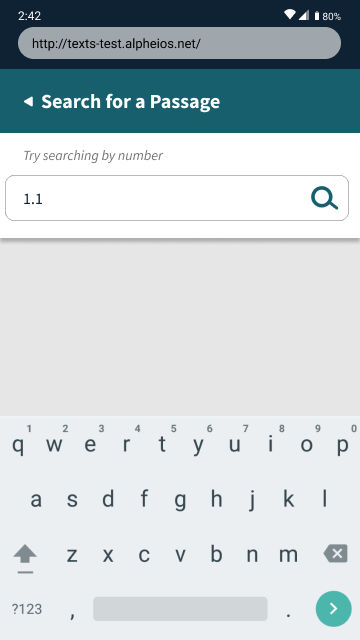 2:42 80%
http://texts-test.alpheios.net/
Search for a Passage
Try searching by number
1.1
1 2 3 4 5 6 7 8 9 0
q w e r t y u i o p
a s d f g h j k l
z x c v b n m
?123 , .